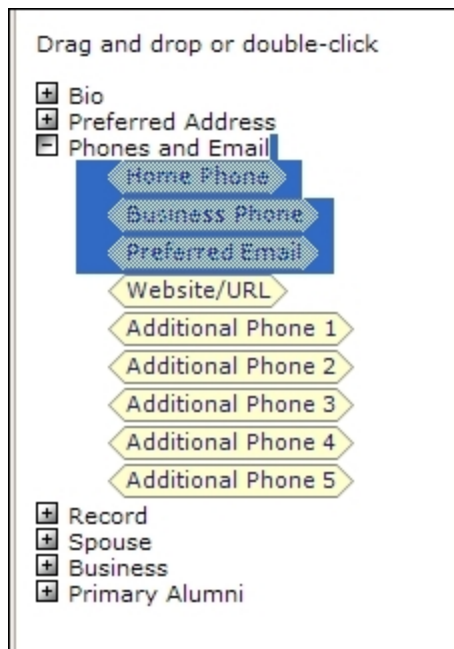 Drag and drop or double-click
Bio
Preferred Address
Phones and Email
Home Phone
Business Phone
Preferred Email
Website/URL
Additional Phone 1
Additional Phone 2
Additional Phone 3
Additional Phone 4
Additional Phone 5
Record
Spouse
Business
Primary Alumni